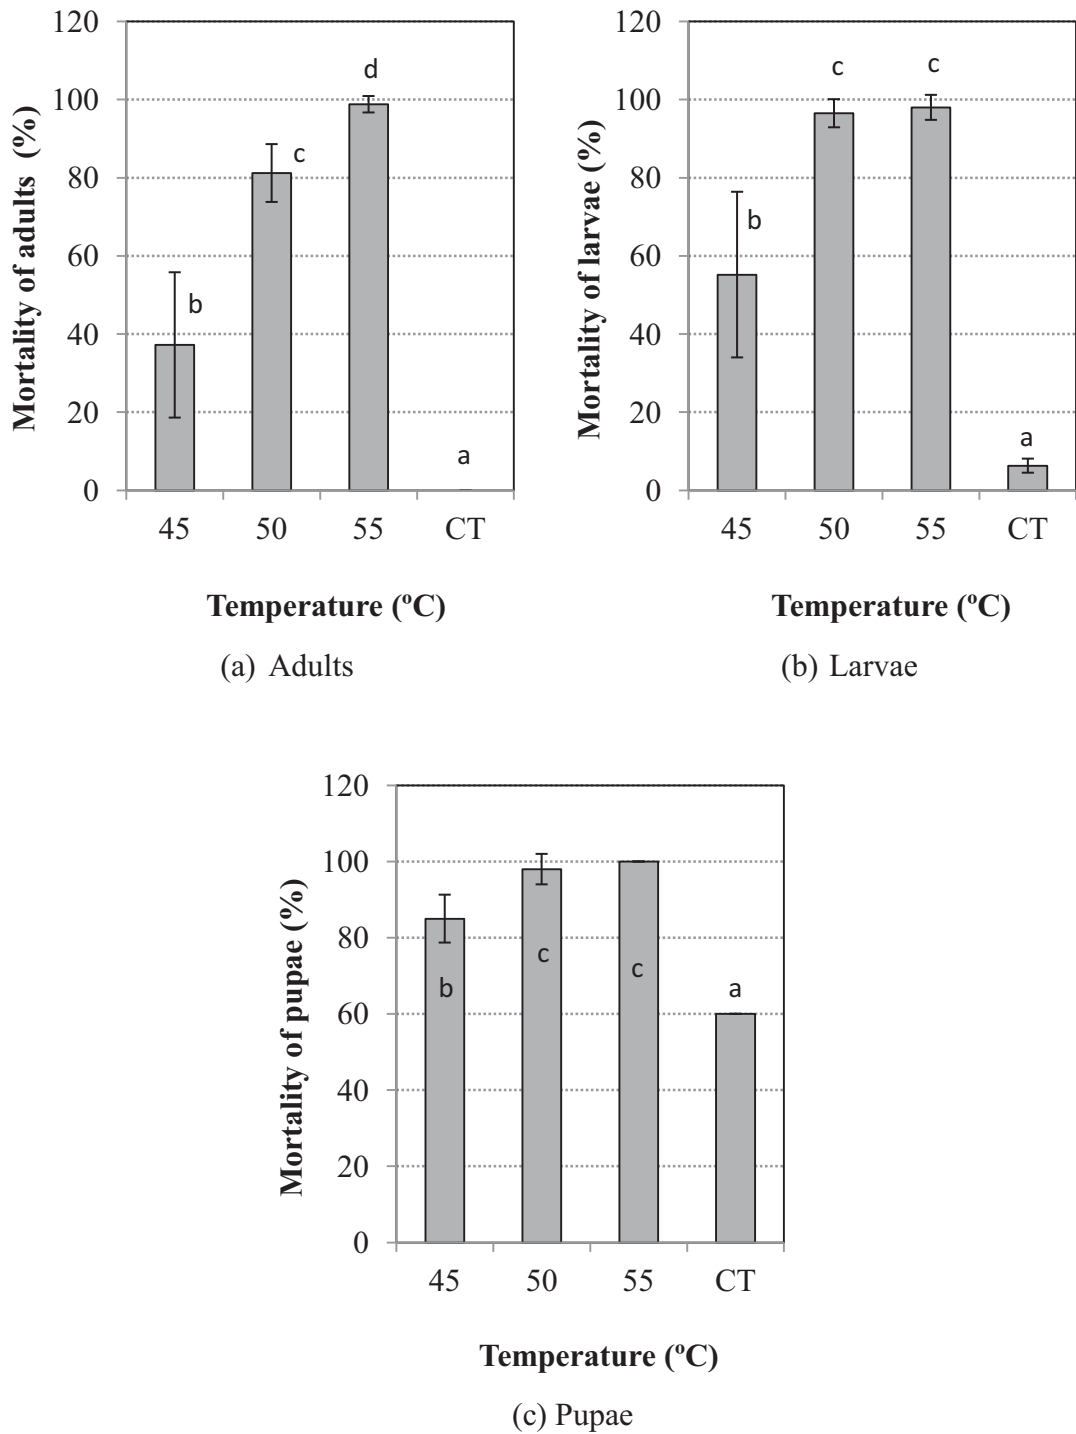 Mortality of adults (%)
120
100
80
60
40
20
0
b
c
d
a
45 50 55 CT
Temperature (ºC)
(a) Adults
Mortality of larvae (%)
120
100
80
60
40
20
0
b
c
c
a
45 50 55 CT
Temperature (ºC)
(b) Larvae
Mortality of pupae (%)
120
100
80
60
40
20
0
b
c
c
a
45 50 55 CT
Temperature (ºC)
(c) Pupae